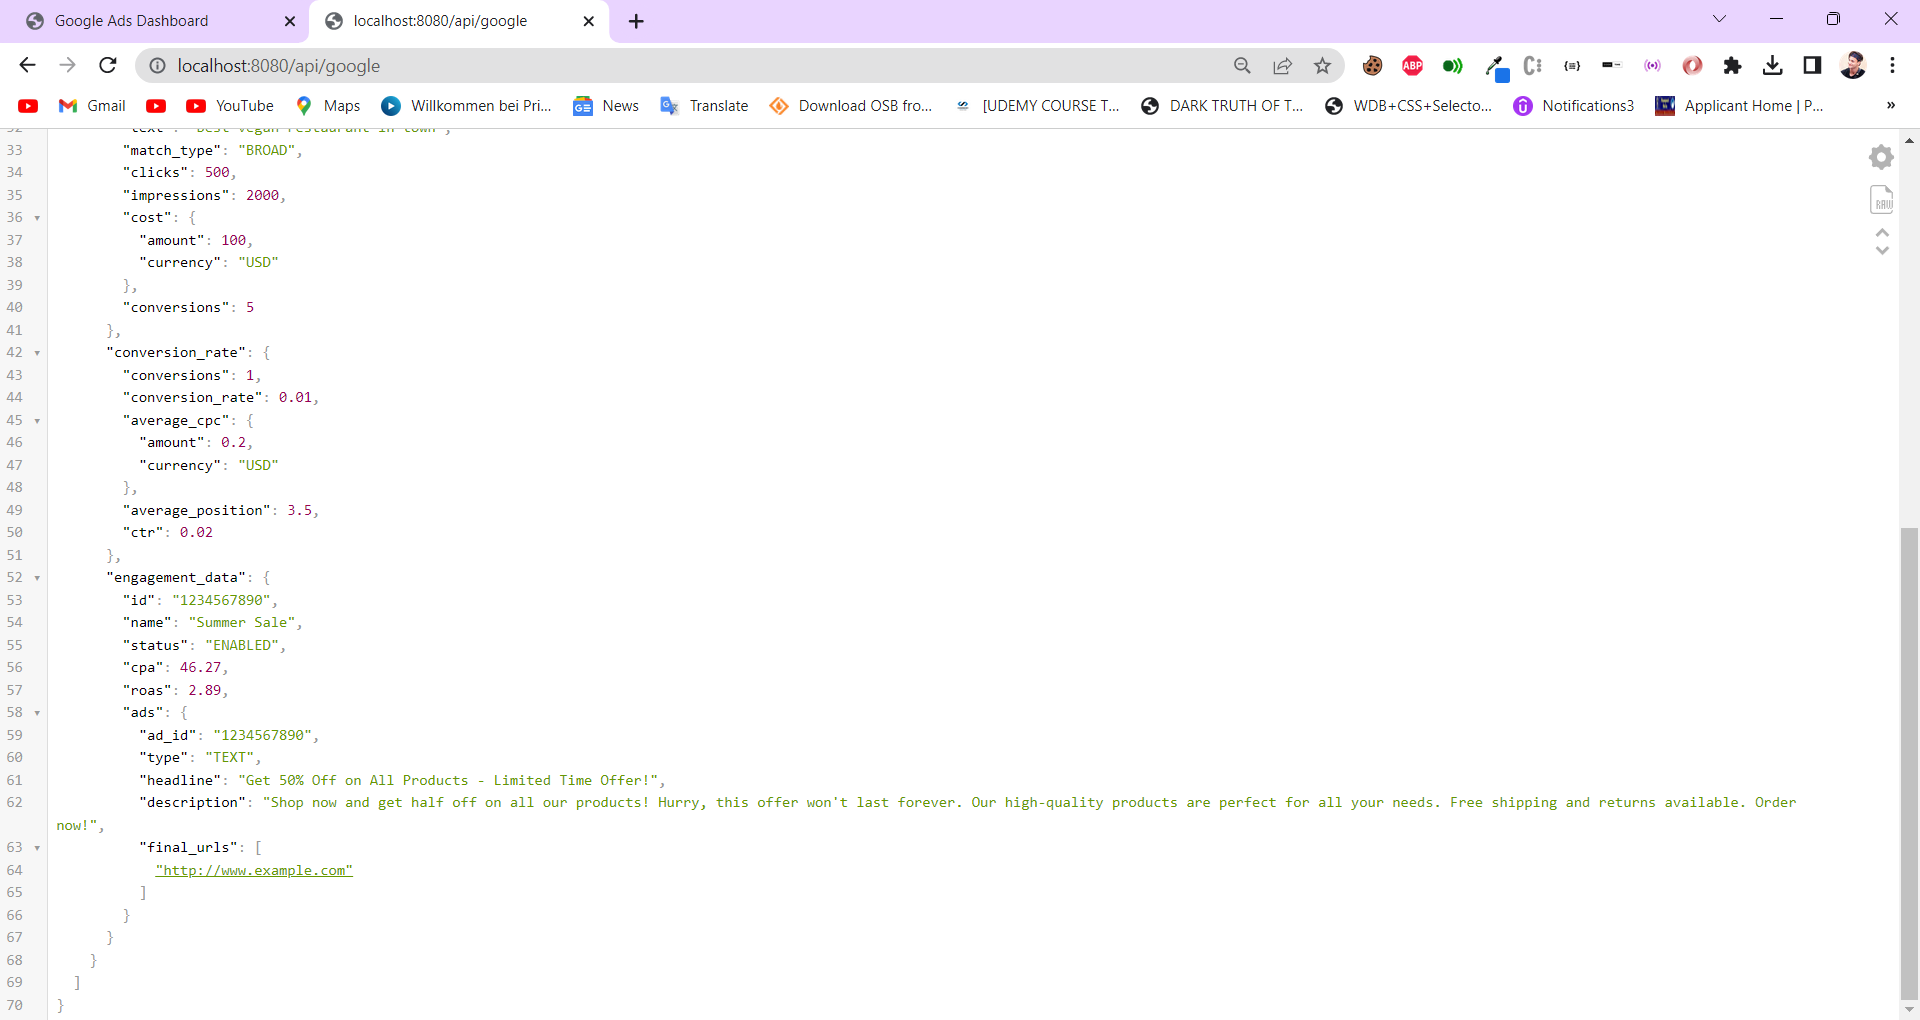 Google Ads Dashboard
localhost:8080/api/google
localhost:8080/api/google
ABP
Gmail
YouTube
Maps
Willkommen bei Pri...
GE
News
Translate
Download OSB fro...
[UDEMY COURSE T...
DARK TRUTH OF T...
WDB+CSS+Selecto...
Notifications3
Applicant Home | P...
»
32 "text": "Best vegan restaurant in town",
33 "match_type": "BROAD",
34 "clicks": 500,
35 "impressions": 2000,
36 "cost": {
37 "amount": 100,
38 "currency": "USD"
39 },
40 "conversions": 5
41 },
42 "conversion_rate": {
43 "conversions": 1,
44 "conversion_rate": 0.01,
45 "average_cpc": {
46 "amount": 0.2,
47 "currency": "USD"
48 },
49 "average_position": 3.5,
50 "ctr": 0.02
51 },
52 "engagement_data": {
53 "id": "1234567890",
54 "name": "Summer Sale",
55 "status": "ENABLED",
56 "cpa": 46.27,
57 "roas": 2.89,
58 "ads": {
59 "ad_id": "1234567890",
60 "type": "TEXT",
61 "headline": "Get 50% Off on All Products - Limited Time Offer!",
62 "description": "Shop now and get half off on all our products! Hurry, this offer won't last forever. Our high-quality products are perfect for all your needs. Free shipping and returns available. Order
now!",
63 "final_urls": [
64 "http://www.example.com"
65 ]
66 }
67 }
68 }
69 ]
70 }
RAW